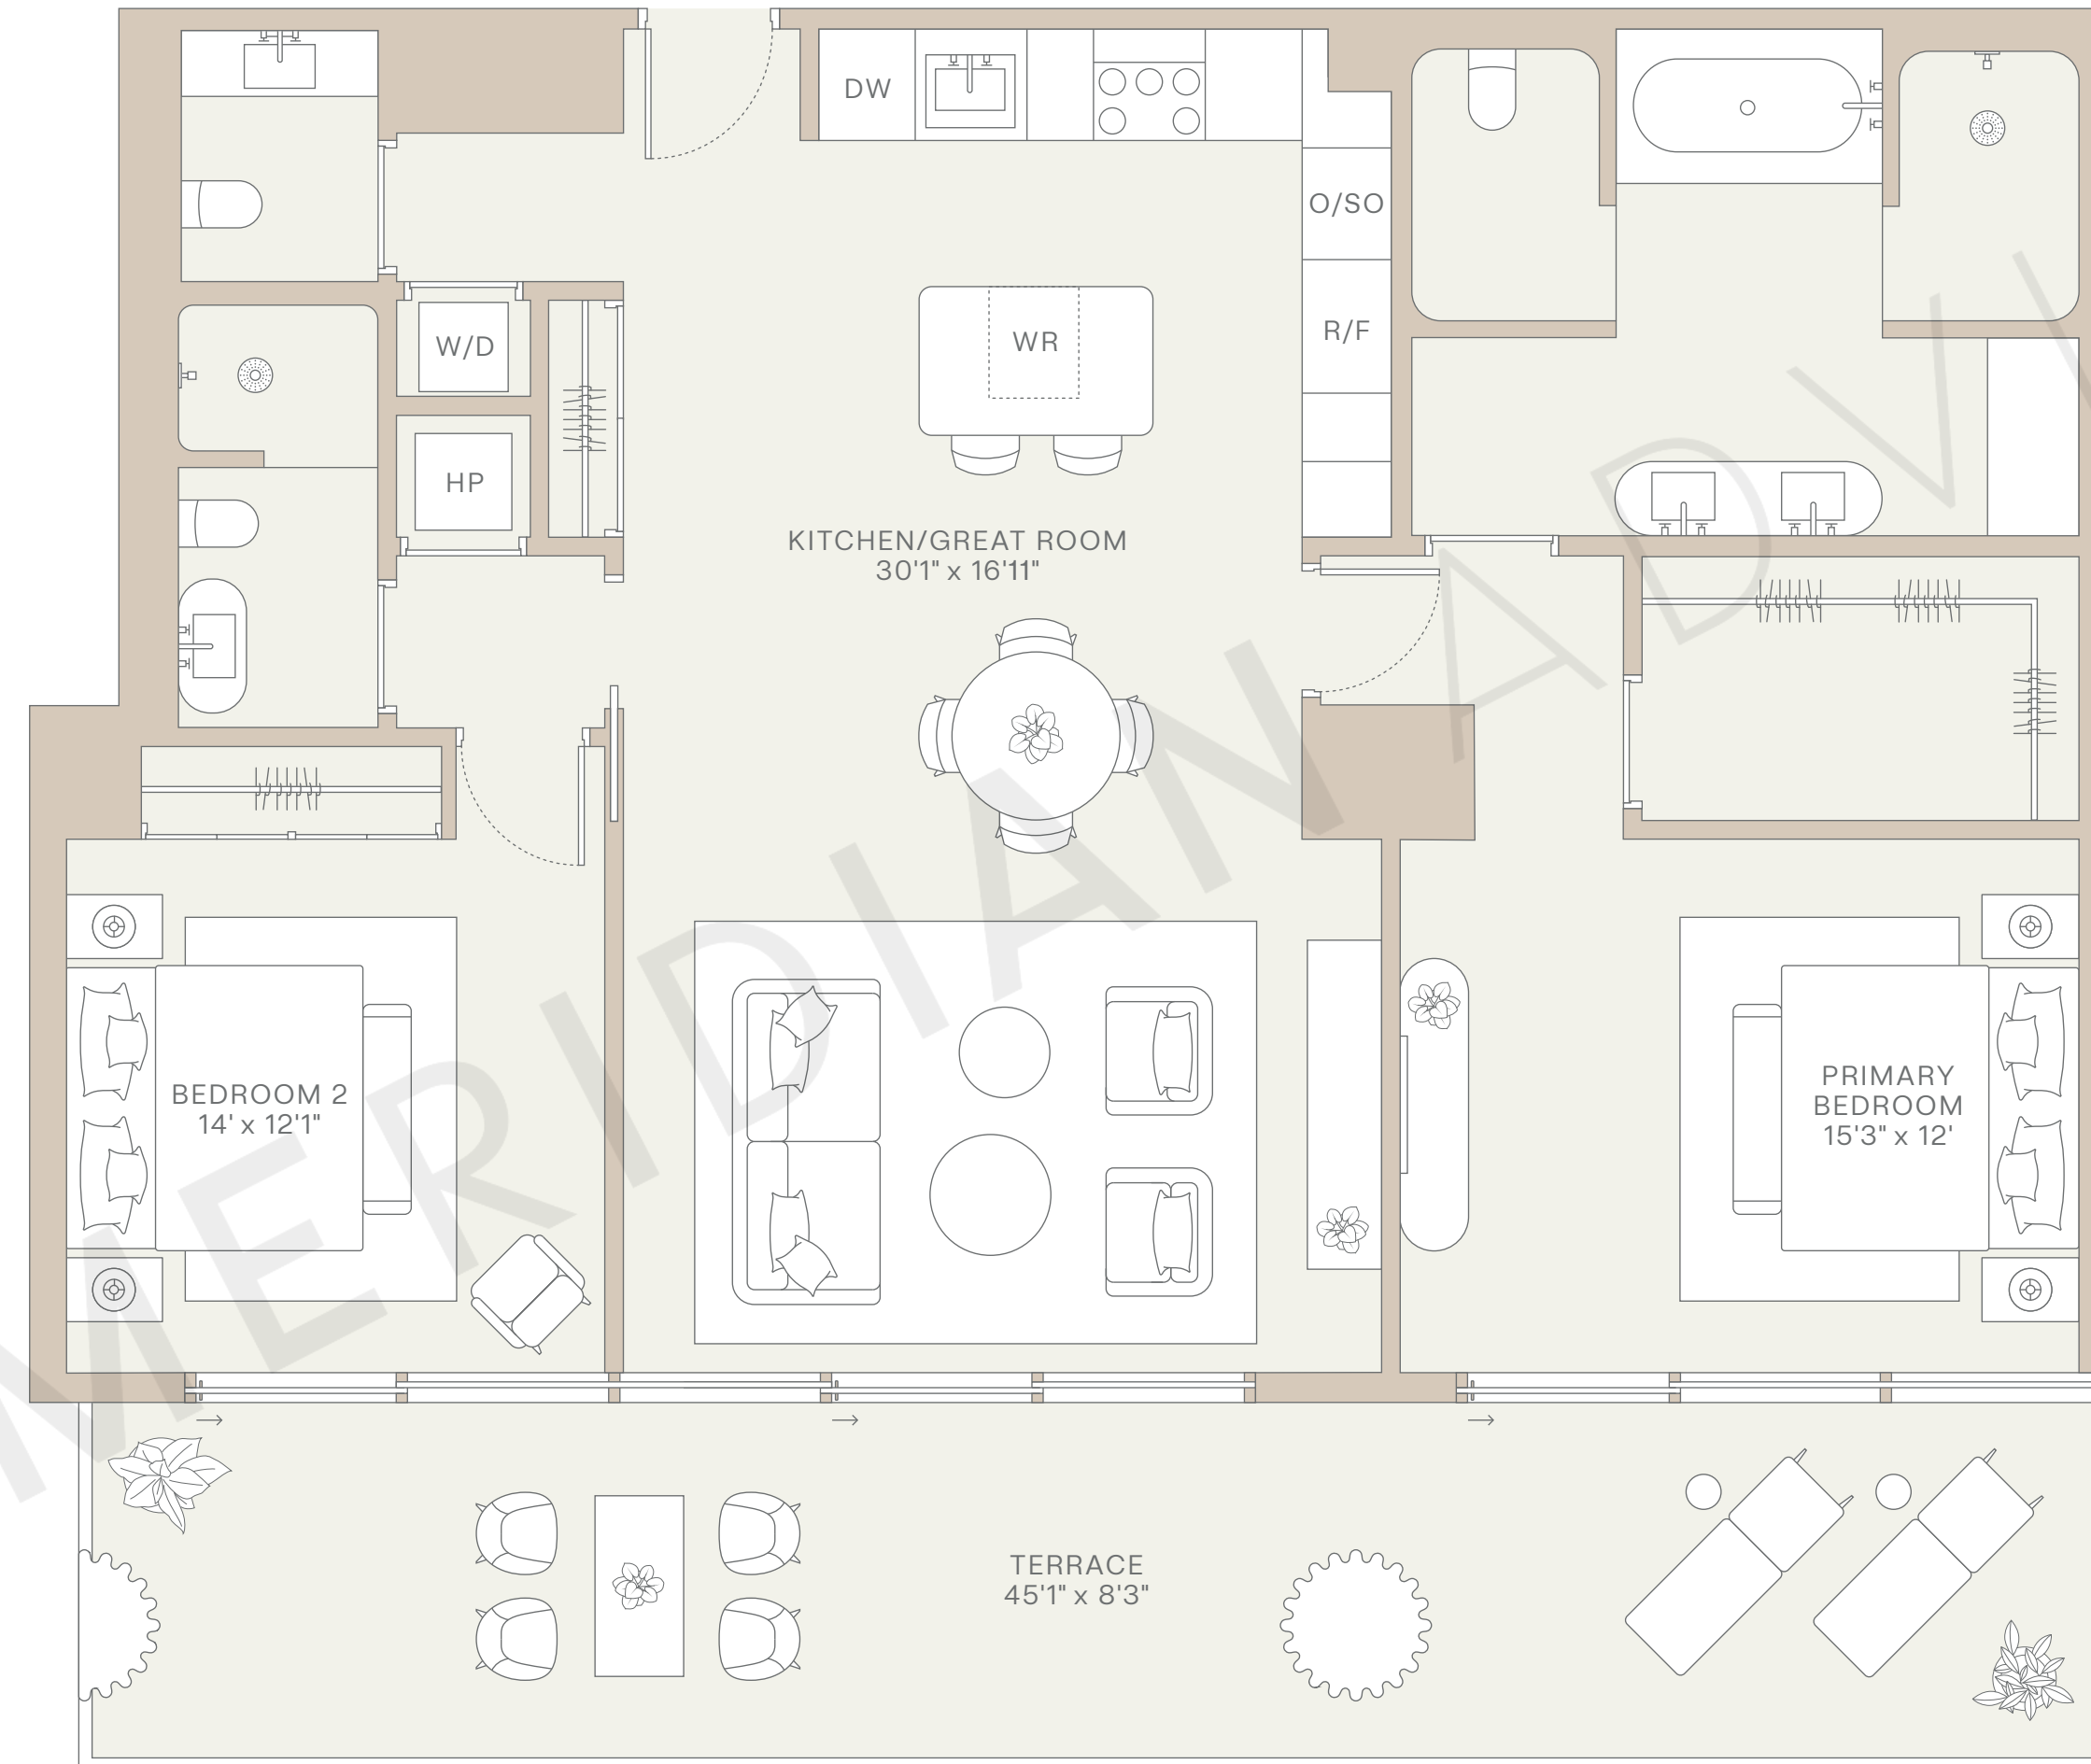 DW
O/SO
W/D
WR
R/F
HP
KITCHEN/GREAT ROOM
30'1" x 16'11"
BEDROOM 2
14' x 12'1"
PRIMARY
BEDROOM
15'3" x 12'
TERRACE
45'1" x 8'3"
MERIDIAN ADVI